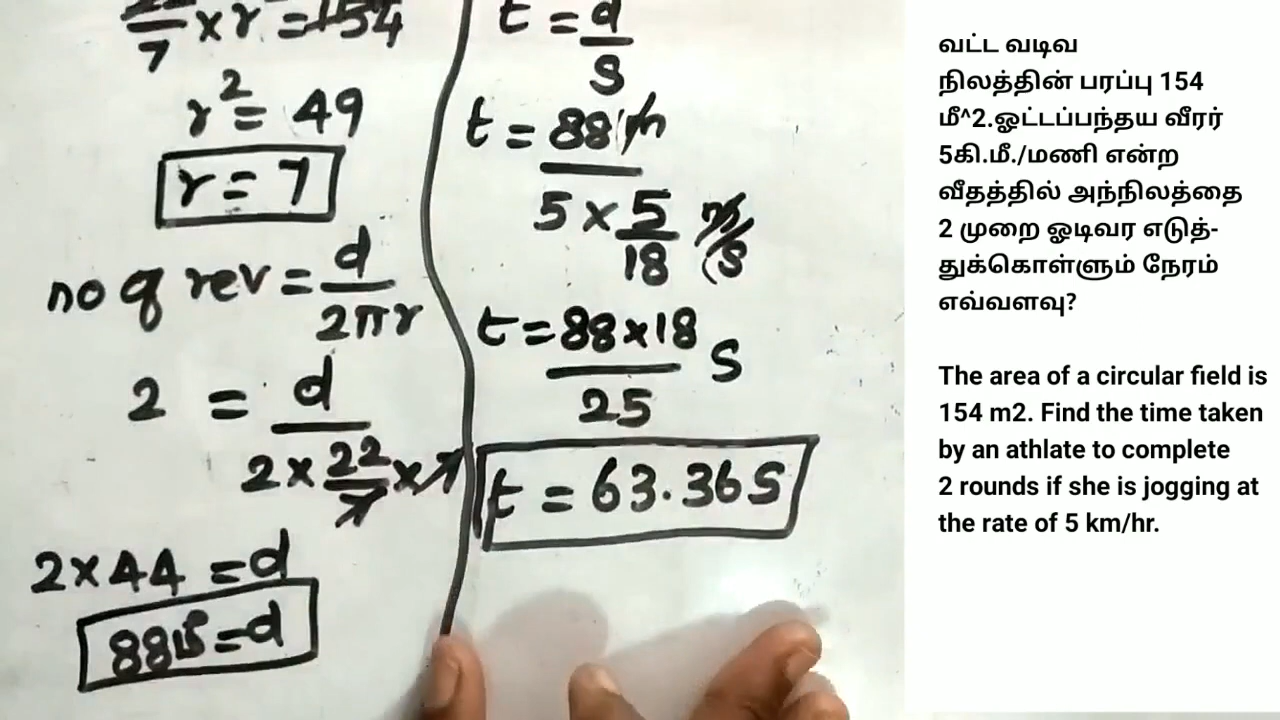 22/7 × r² = 154
r² = 49
r = 7
no of rev = d/2πr
2 = d/(2 × 22/7 × 7)
2 × 44 = d
88மீ = d
t = d/S
t = 88 m/(5 × 5/18 m/s)
t = 88×18/25 S
t = 63.36 S
வட்ட வடிவ
நிலத்தின் பரப்பு 154
மீ^2.ஓட்டப்பந்தய வீரர்
5கி.மீ./மணி என்ற
வீதத்தில் அந்நிலத்தை
2 முறை ஓடிவர எடுத்-
துக்கொள்ளும் நேரம்
எவ்வளவு?
The area of a circular field is
154 m2. Find the time taken
by an athlate to complete
2 rounds if she is jogging at
the rate of 5 km/hr.